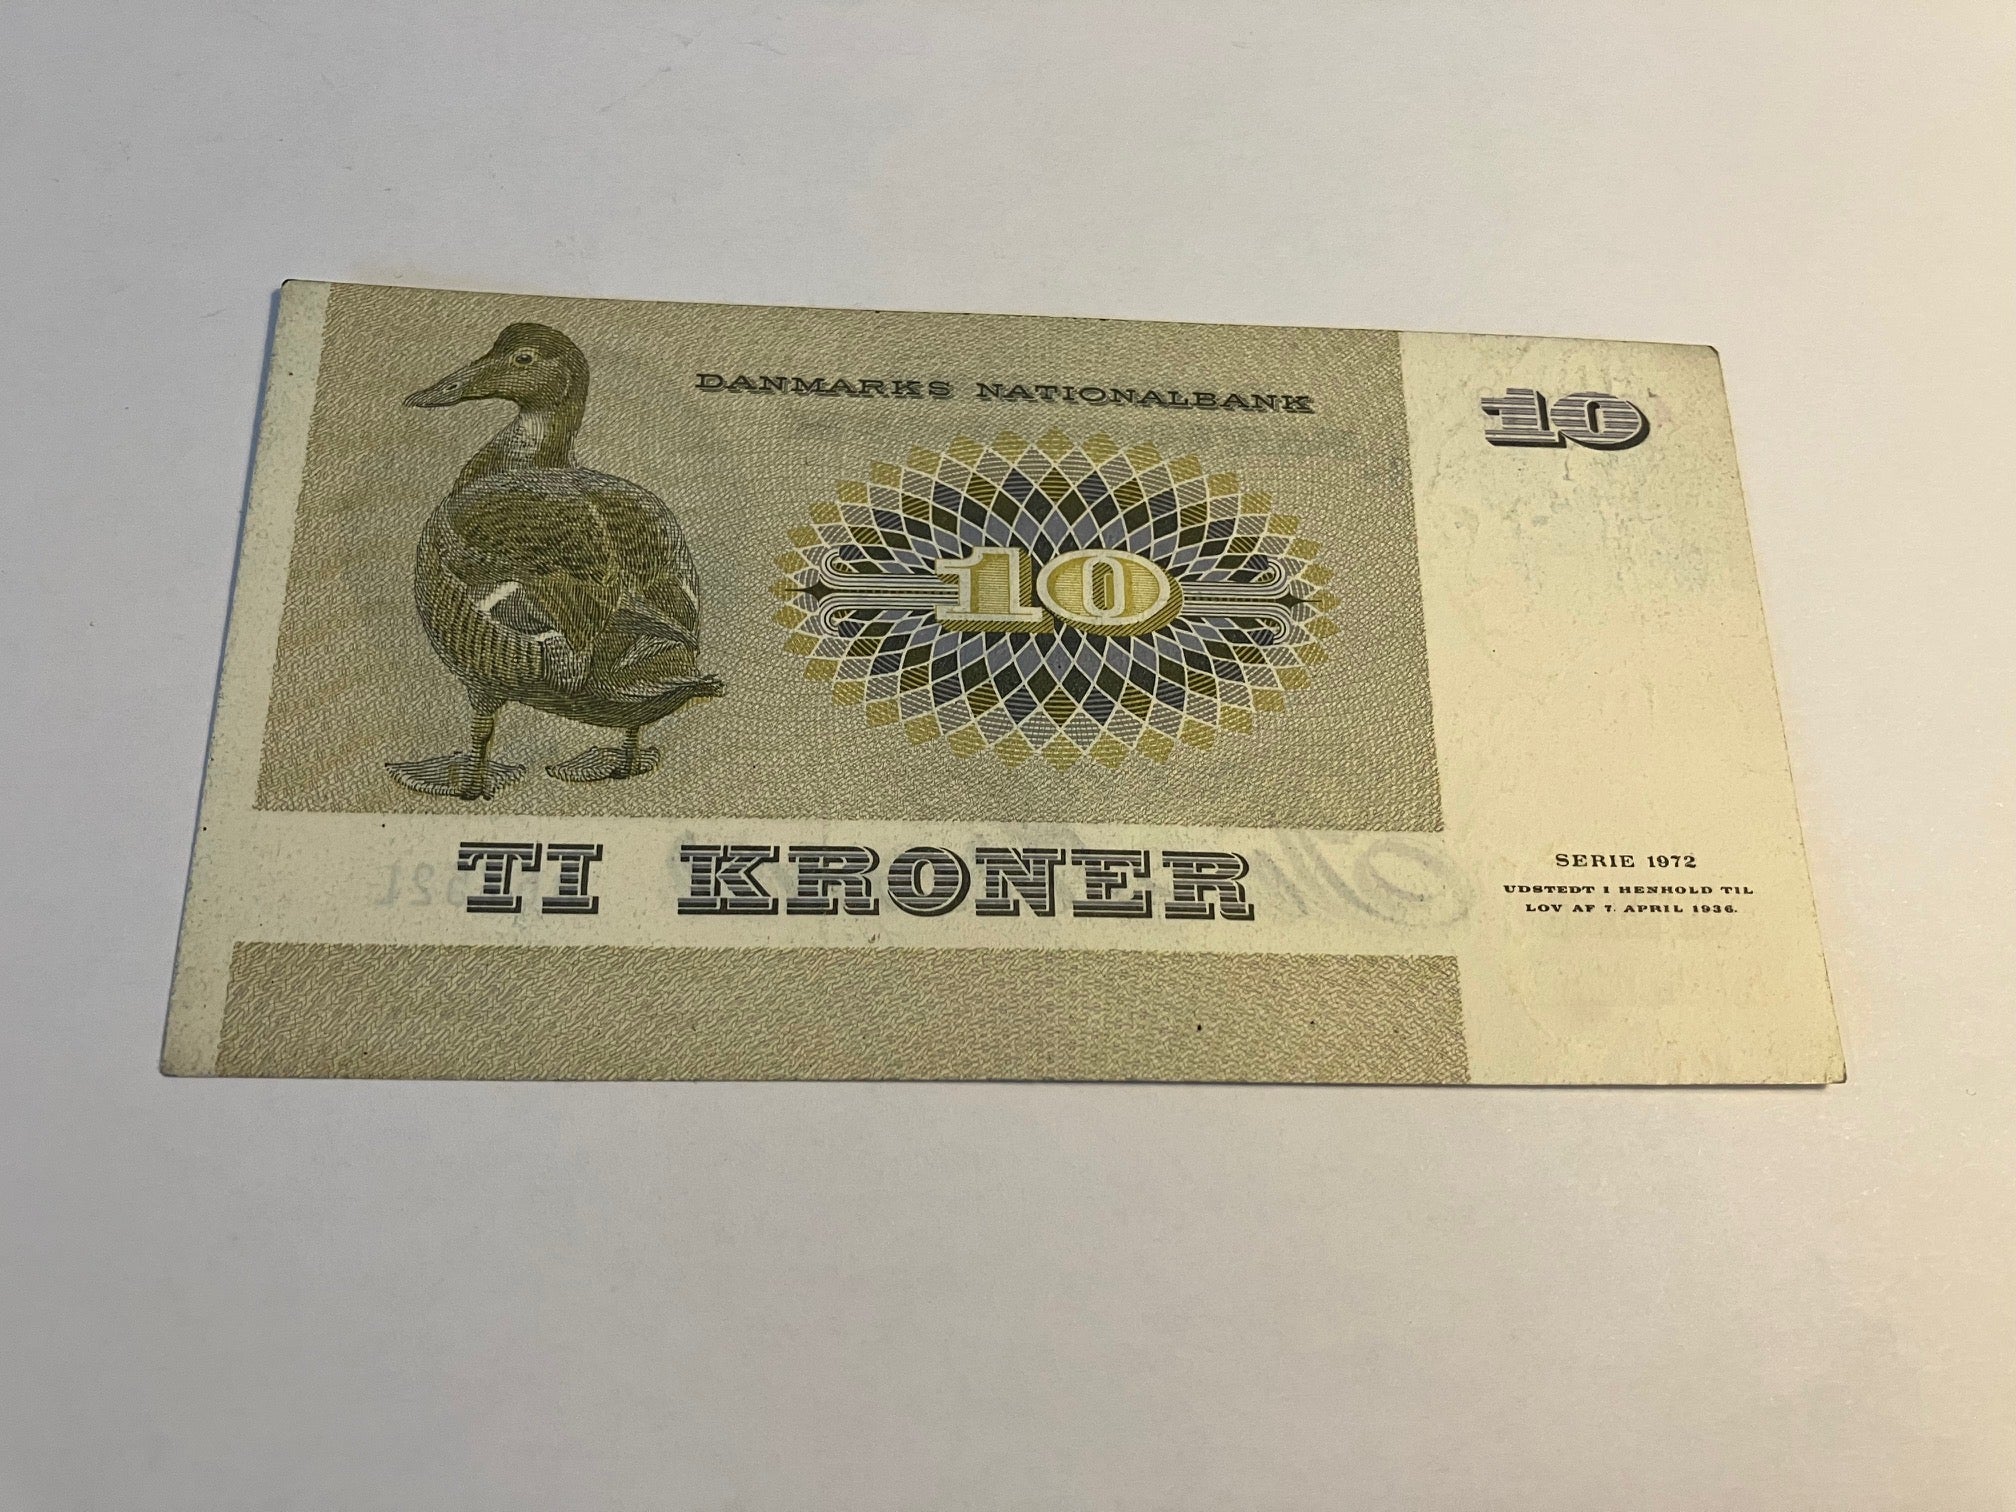 DANMARKS NATIONALBANK
10
10
TI KRONER
SERIE 1972
UDSTEDT I HENHOLD TIL
LOV AF 7. APRIL 1936.